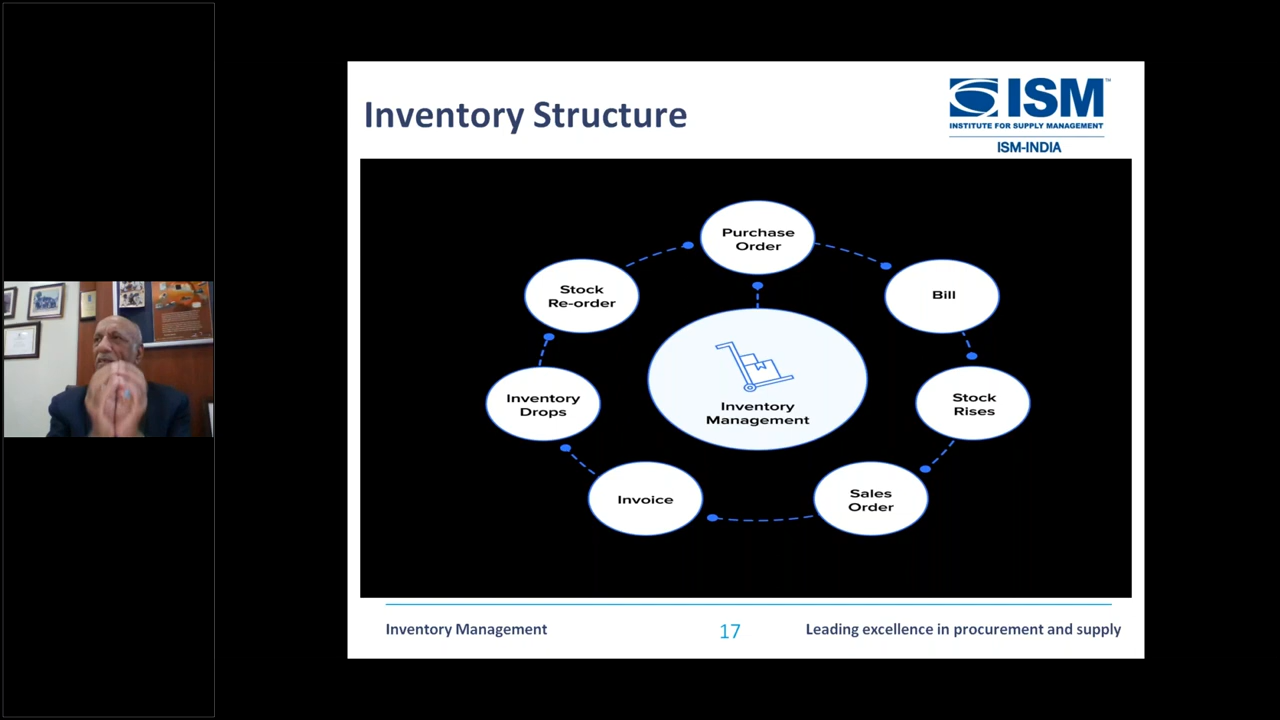 Inventory Structure
ISM™
INSTITUTE FOR SUPPLY MANAGEMENT
ISM-INDIA
Purchase
Order
Bill
Stock
Rises
Sales
Order
Invoice
Inventory
Drops
Stock
Re-order
Inventory
Management
Inventory Management
17
Leading excellence in procurement and supply